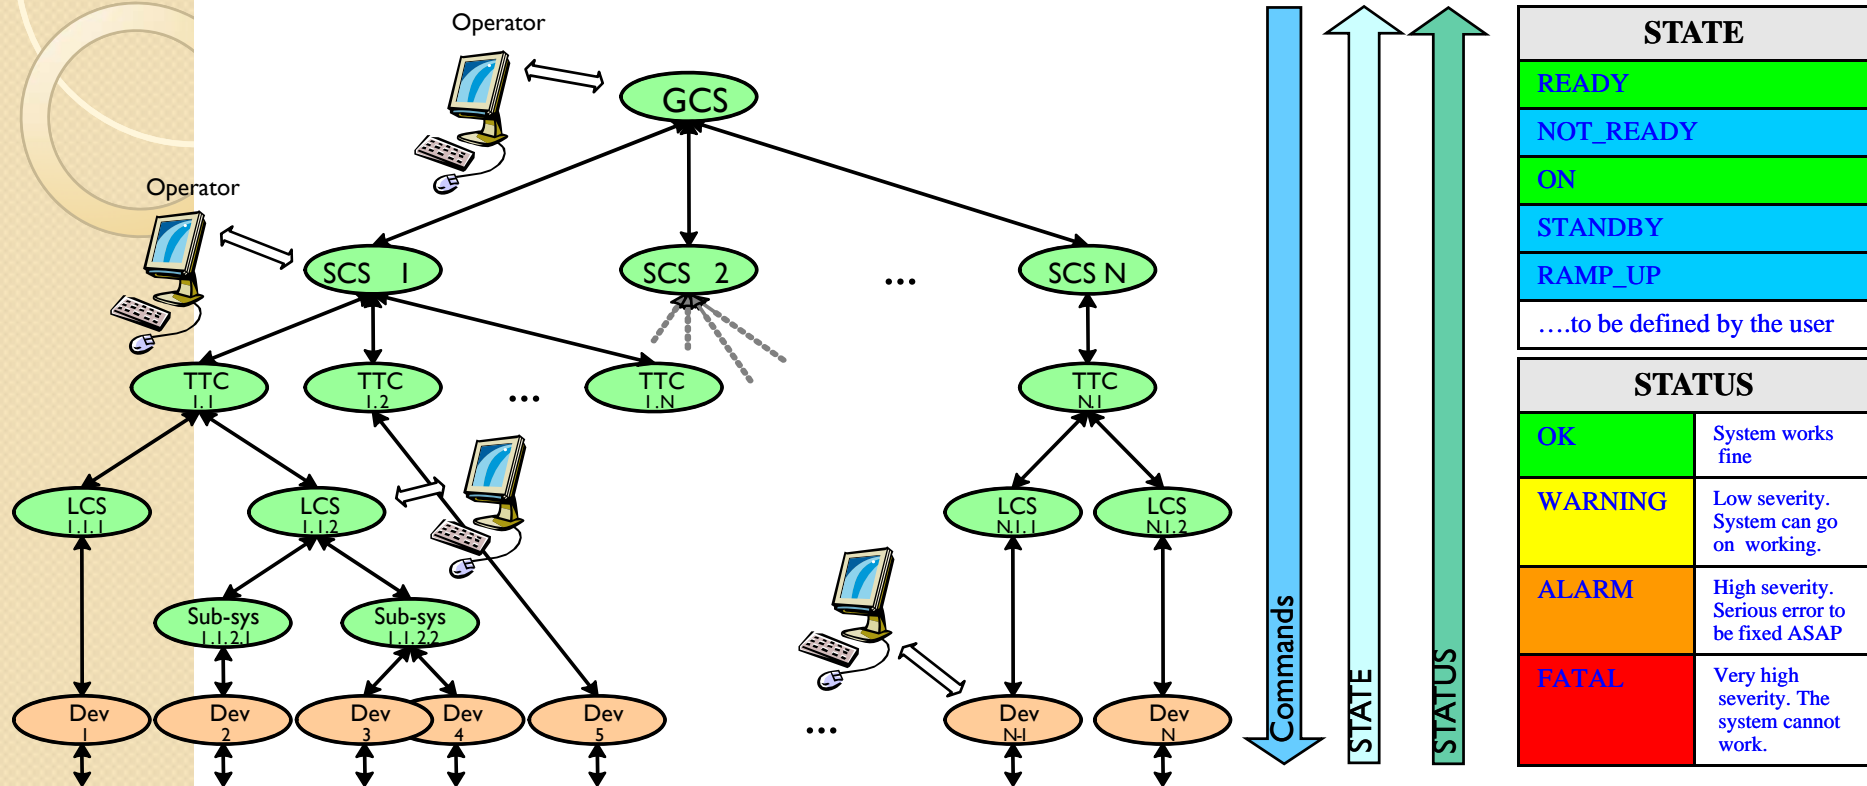 Operator
GCS
Operator
SCS 1
SCS 2
...
SCS N
TTC
1.1
TTC
1.2
...
TTC
1.N
TTC
N.1
LCS
1.1.1
LCS
1.1.2
LCS
N.1.1
LCS
N.1.2
Sub-sys
1.1.2.1
Sub-sys
1.1.2.2
Dev
1
Dev
2
Dev
3
Dev
4
Dev
5
...
Dev
N-1
Dev
N
Commands
STATE
STATUS
STATE
READY
NOT_READY
ON
STANDBY
RAMP_UP
....to be defined by the user
STATUS
OK
System works
fine
WARNING
Low severity.
System can go
on working.
ALARM
High severity.
Serious error to
be fixed ASAP
FATAL
Very high
severity. The
system cannot
work.